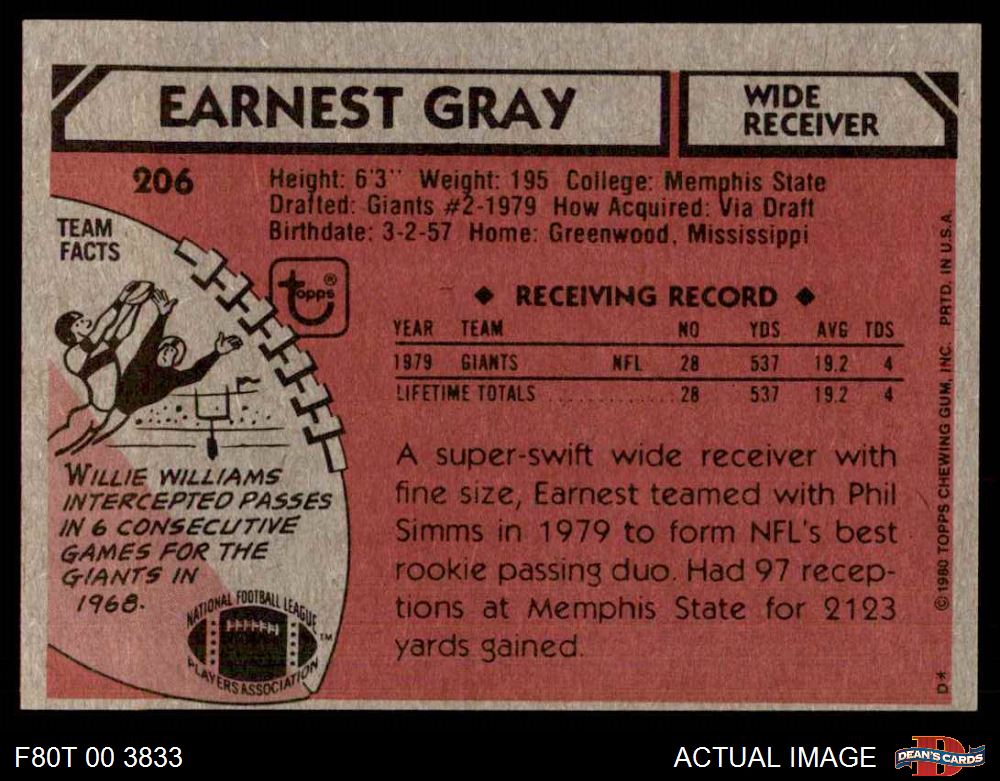 EARNEST GRAY
WIDE
RECEIVER
206
Height: 6'3" Weight: 195 College: Memphis State
Drafted: Giants #2-1979 How Acquired: Via Draft
Birthdate: 3-2-57 Home: Greenwood, Mississippi
TEAM
FACTS
topps®
◆ RECEIVING RECORD ◆
YEAR TEAM NO YDS AVG TDS
1979 GIANTS NFL 28 537 19.2 4
LIFETIME TOTALS 28 537 19.2 4
A super-swift wide receiver with
fine size, Earnest teamed with Phil
Simms in 1979 to form NFL's best
rookie passing duo. Had 97 recep-
tions at Memphis State for 2123
yards gained.
WILLIE WILLIAMS
INTERCEPTED PASSES
IN 6 CONSECUTIVE
GAMES FOR THE
GIANTS IN
1968.
NATIONAL FOOTBALL LEAGUE
PLAYERS ASSOCIATION
TM
D* © 1980 TOPPS CHEWING GUM, INC. PRTD. IN U.S.A.
F80T 00 3833
ACTUAL IMAGE
D
DEAN'S CARDS